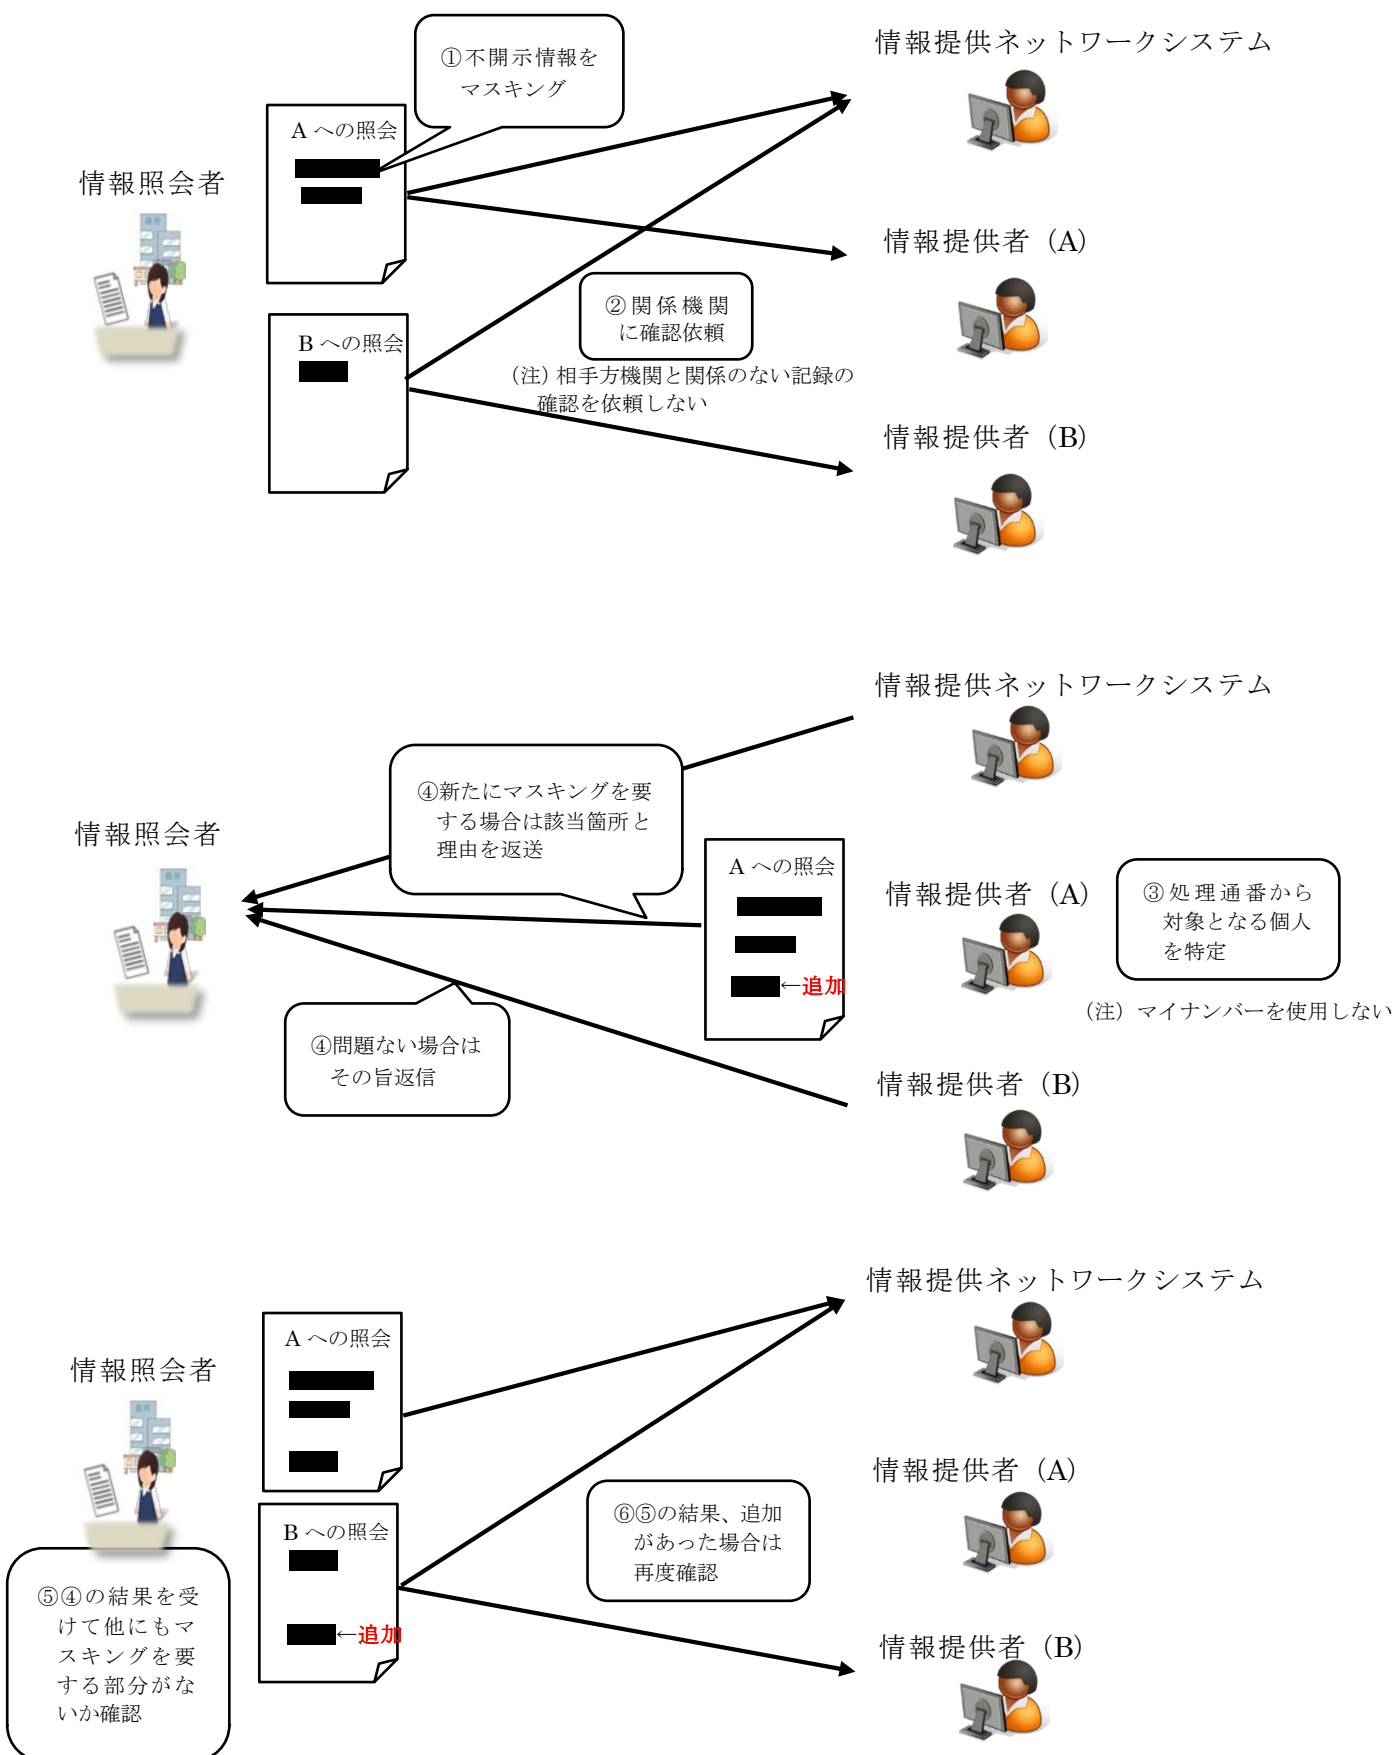 ①不開示情報を
マスキング
情報提供ネットワークシステム
A への照会
情報照会者
情報提供者（A）
②関係機関
に確認依頼
B への照会
（注）相手方機関と関係のない記録の
確認を依頼しない
情報提供者（B）
情報提供ネットワークシステム
④新たにマスキングを要
する場合は該当箇所と
理由を返送
情報照会者
A への照会
情報提供者（A）
③処理通番から
対象となる個人
を特定
←追加
（注）マイナンバーを使用しない
④問題ない場合は
その旨返信
情報提供者（B）
情報提供ネットワークシステム
A への照会
情報照会者
情報提供者（A）
⑥⑤の結果、追加
があった場合は
再度確認
B への照会
⑤④の結果を受
けて他にもマ
スキングを要
する部分がな
いか確認
←追加
情報提供者（B）